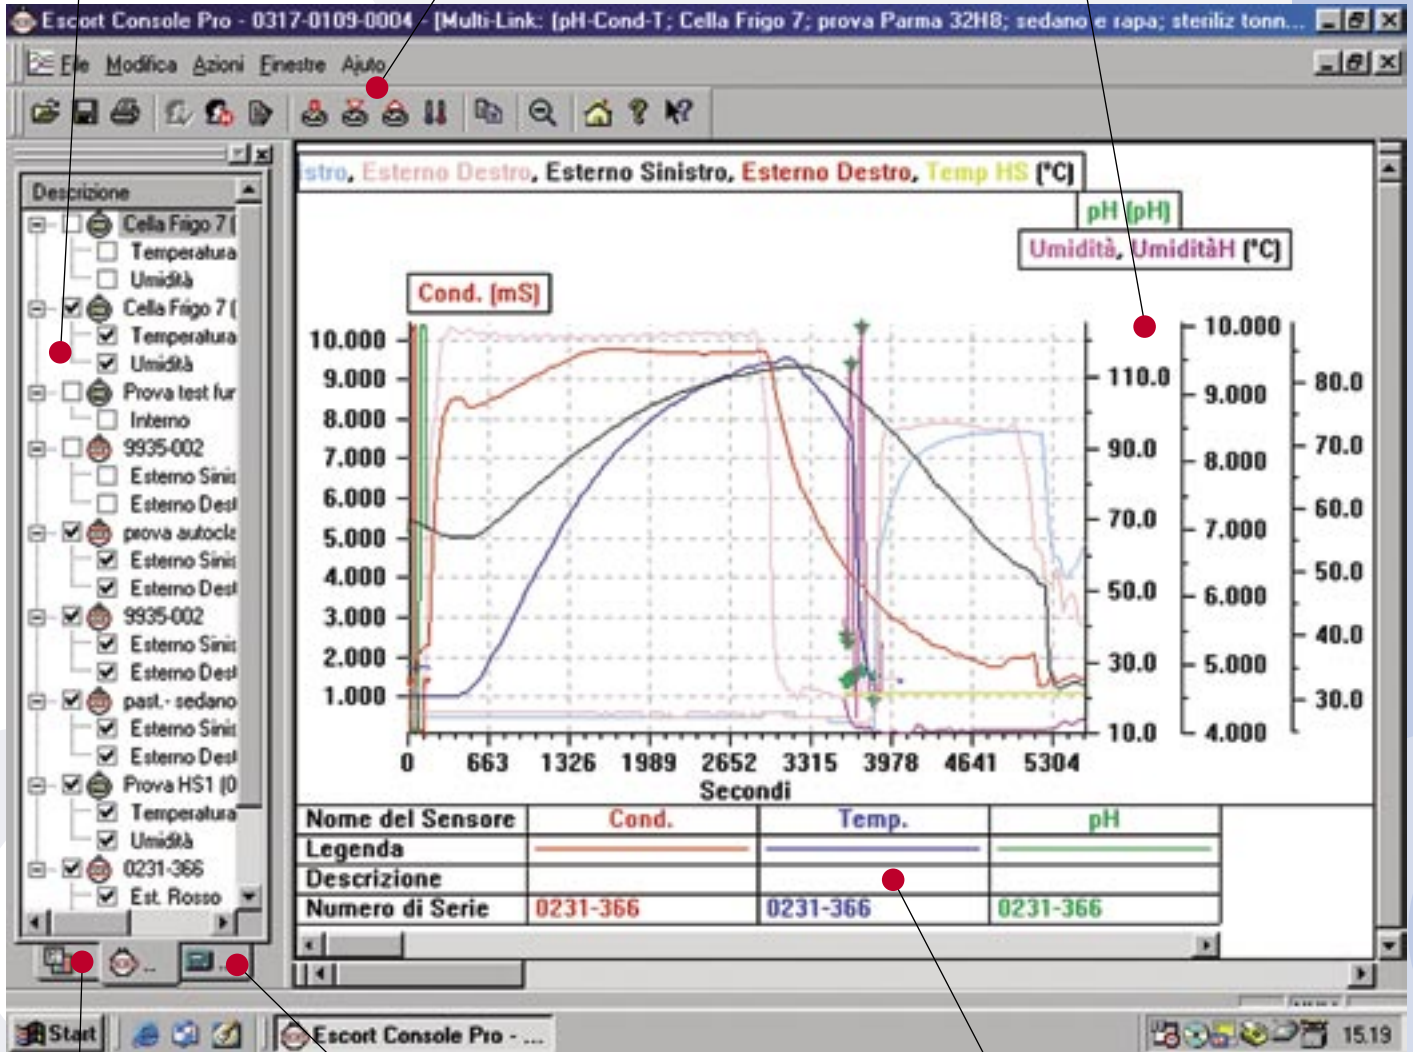 Escort Console Pro - 0317-0109-0004 - [Multi-Link: (pH-Cond-T; Cella Frigo 7; prova Parma 32H8; sedano e rapa; steriliz tonn...
File Modifica Azioni Finestre Ajuto
Descrizione
Cella Frigo 7 (
Temperatura
Umidità
Cella Frigo 7 (
Temperatura
Umidità
Prova test fur
Interno
9935-002
Esterno Sinis
Esterno Dest
prova autocla
Esterno Sinis
Esterno Dest
9935-002
Esterno Sinis
Esterno Dest
past.- sedano
Esterno Sinis
Esterno Dest
Prova HS1 (0
Temperatura
Umidità
0231-366
Est. Rosso
istro, Esterno Destro, Esterno Sinistro, Esterno Destro, Temp HS (°C)
pH (pH)
Umidità, UmiditàH (°C)
Cond. (mS)
10.000
9.000
8.000
7.000
6.000
5.000
4.000
3.000
2.000
1.000
110.0
90.0
70.0
50.0
30.0
10.0
10.000
9.000
8.000
7.000
6.000
5.000
4.000
80.0
70.0
60.0
50.0
40.0
30.0
0 663 1326 1989 2652 3315 3978 4641 5304
Secondi
Nome del Sensore Cond. Temp. pH
Legenda
Descrizione
Numero di Serie 0231-366 0231-366 0231-366
Start Escort Console Pro - ... 15.19